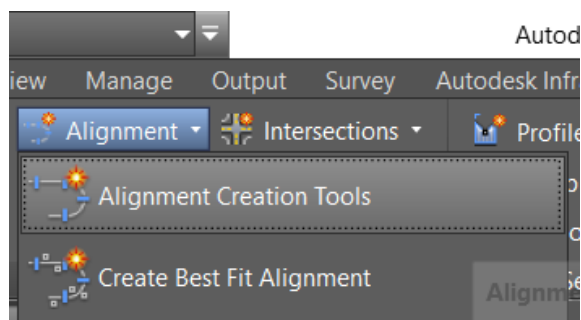 Autod
iew Manage Output Survey Autodesk Infr
Alignment Intersections Profile
Alignment Creation Tools
Create Best Fit Alignment
Alignm